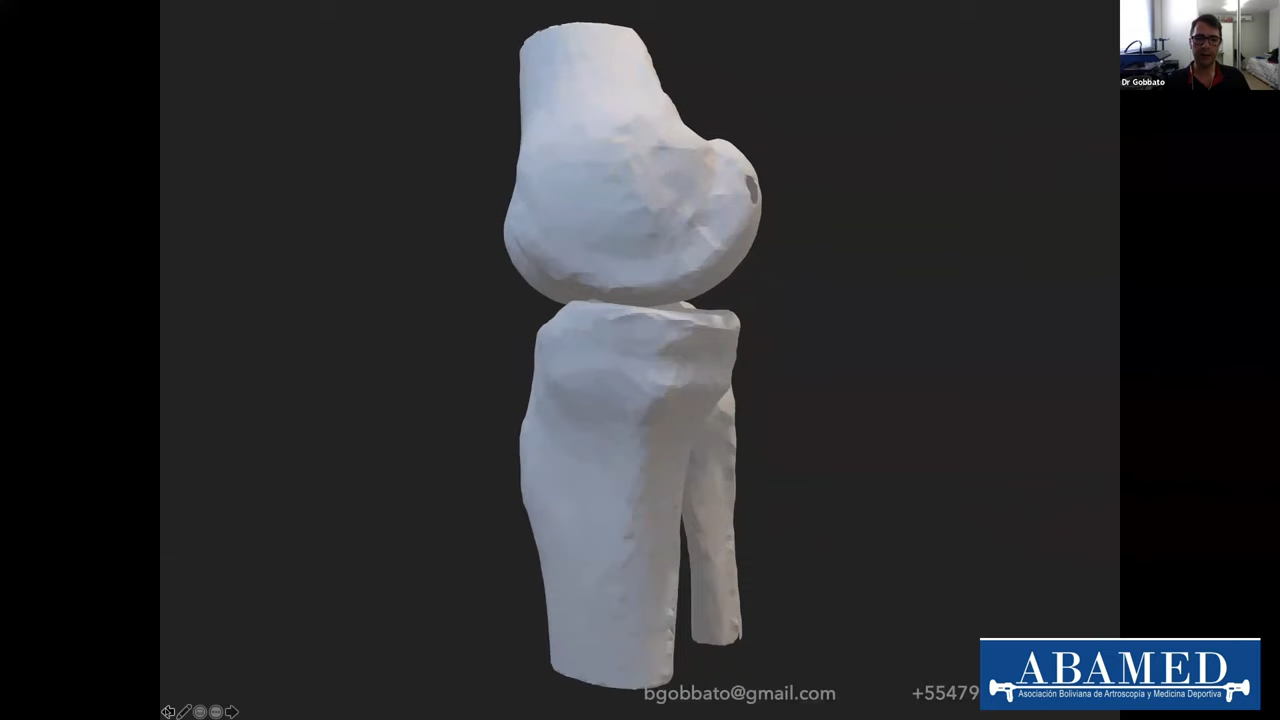 Dr Gobbato
bgobbato@gmail.com
+55479
ABAMED
Asociación Boliviana de Artroscopía y Medicina Deportiva